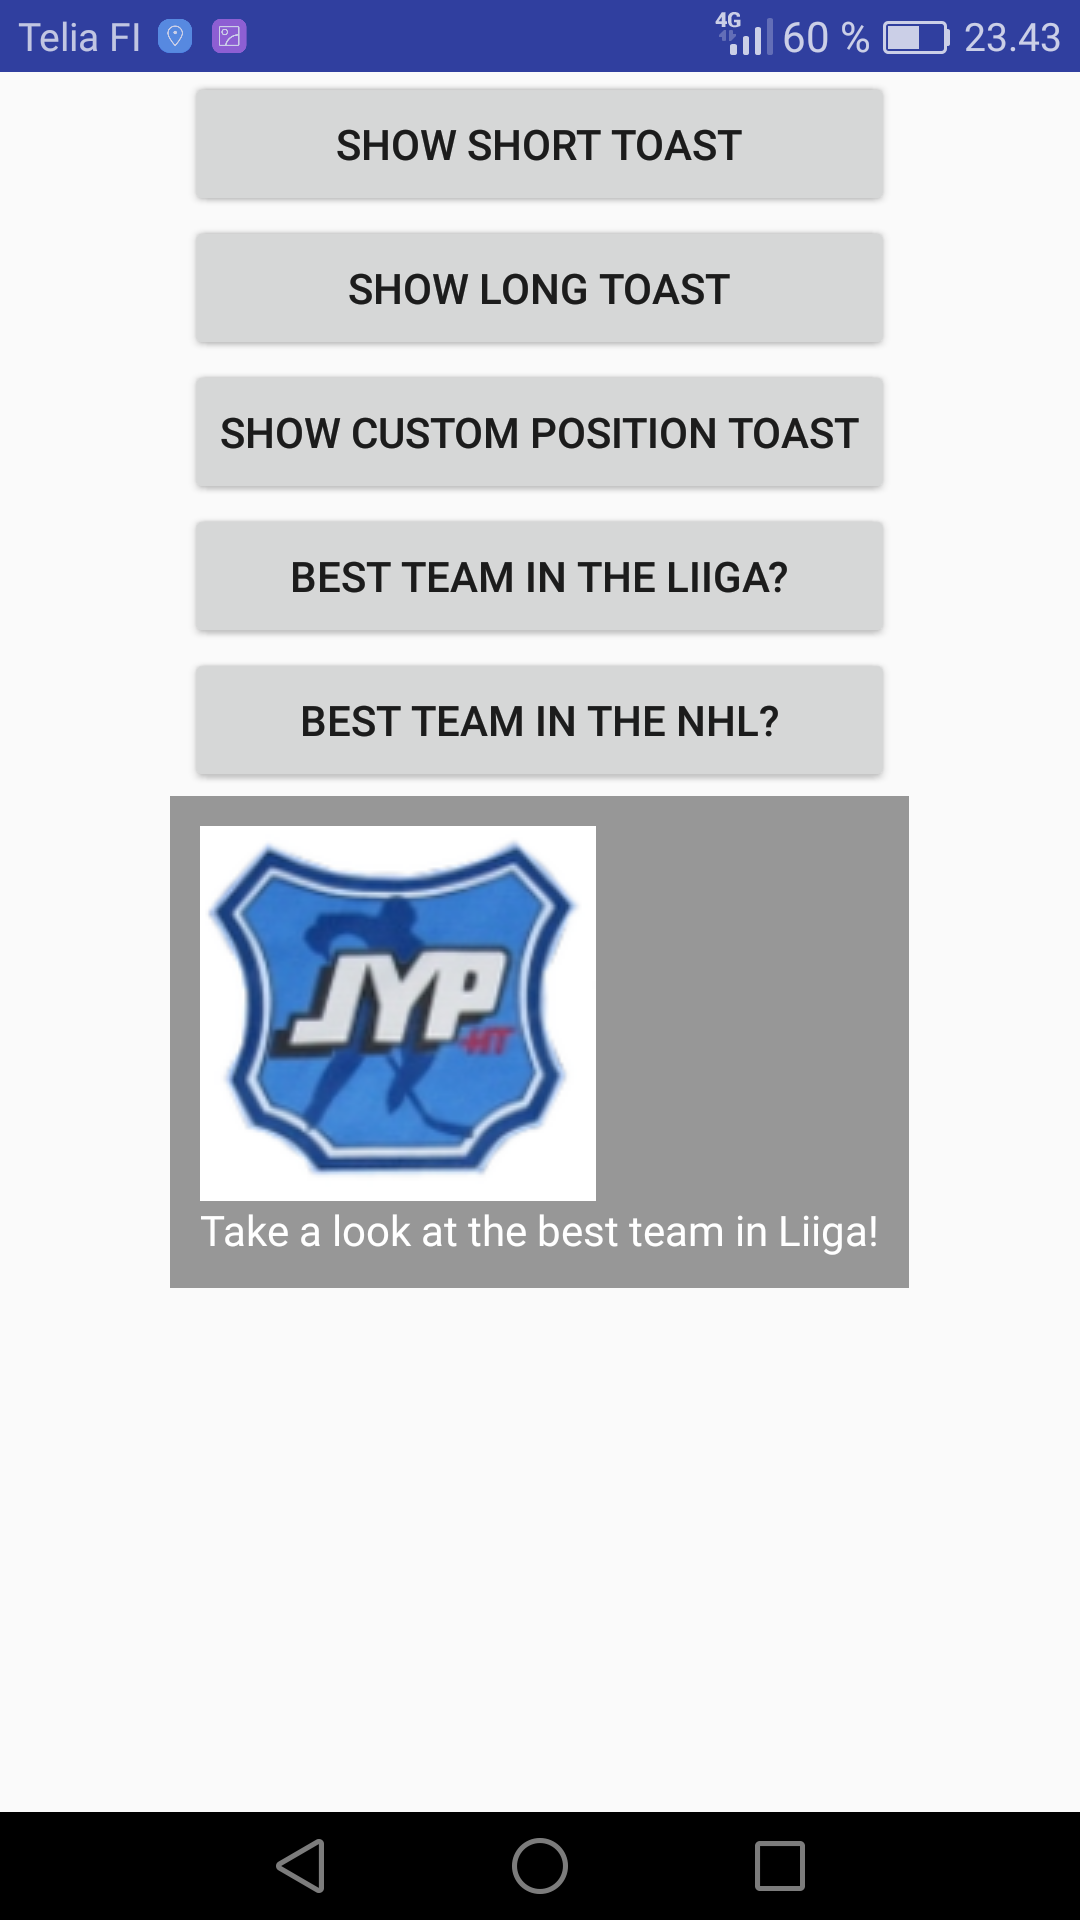 Telia FI 4G 60 % 23.43
SHOW SHORT TOAST
SHOW LONG TOAST
SHOW CUSTOM POSITION TOAST
BEST TEAM IN THE LIIGA?
BEST TEAM IN THE NHL?
JYP
HT
Take a look at the best team in Liiga!